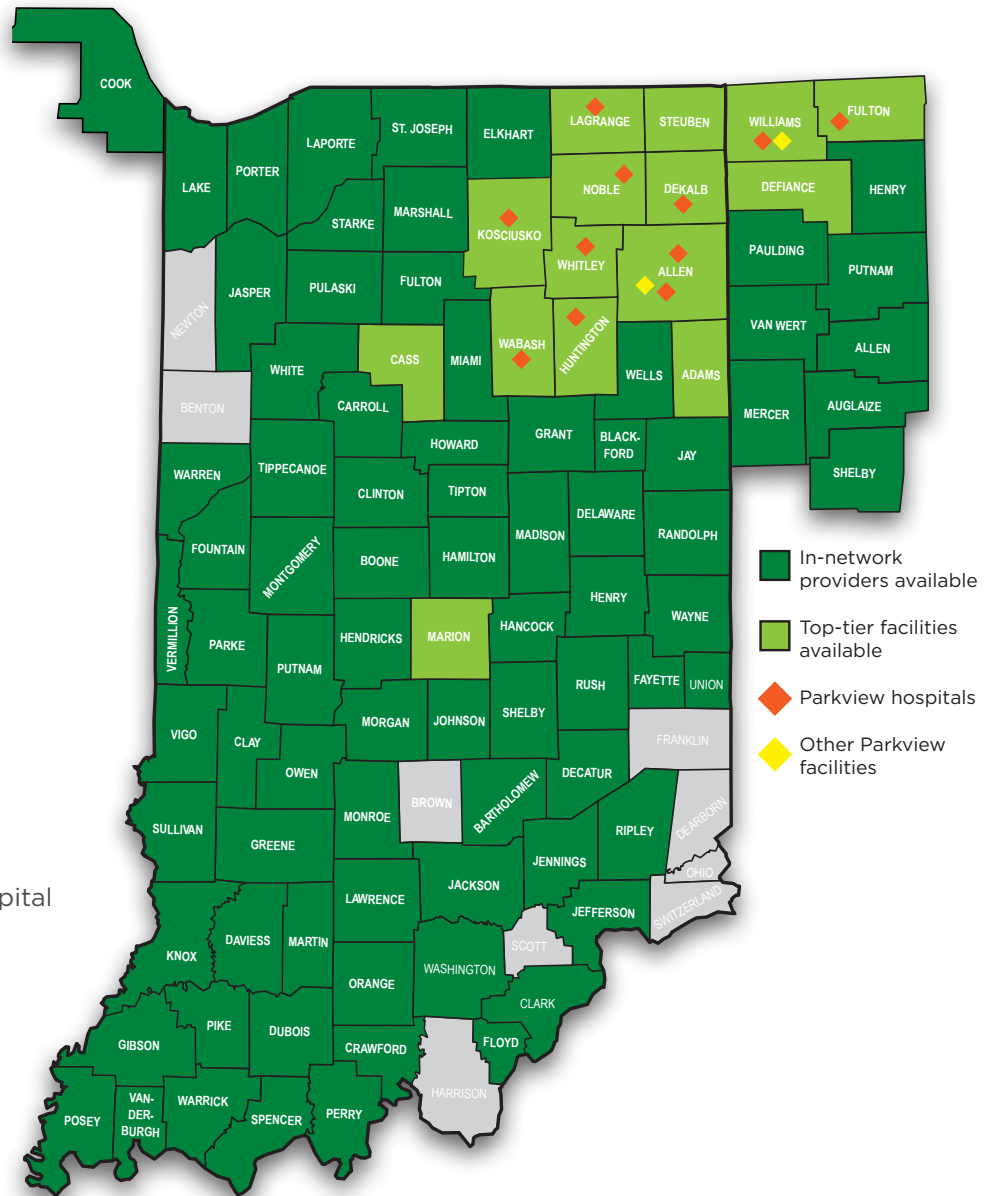 COOK
LAKE
PORTER
LAPORTE
ST. JOSEPH
ELKHART
LAGRANGE
STEUBEN
WILLIAMS
FULTON
NOBLE
DEKALB
DEFIANCE
HENRY
STARKE
MARSHALL
KOSCIUSKO
WHITLEY
ALLEN
PAULDING
PUTNAM
NEWTON
JASPER
PULASKI
FULTON
VAN WERT
ALLEN
WHITE
CASS
MIAMI
WABASH
HUNTINGTON
WELLS
ADAMS
BENTON
CARROLL
MERCER
AUGLAIZE
HOWARD
GRANT
BLACK-
FORD
JAY
SHELBY
WARREN
TIPPECANOE
CLINTON
TIPTON
MADISON
DELAWARE
RANDOLPH
FOUNTAIN
MONTGOMERY
BOONE
HAMILTON
In-network
providers available
HENRY
WAYNE
VERMILLION
PARKE
PUTNAM
HENDRICKS
MARION
HANCOCK
Top-tier facilities
available
RUSH
FAYETTE
UNION
Parkview hospitals
VIGO
CLAY
OWEN
MORGAN
JOHNSON
SHELBY
FRANKLIN
Other Parkview
facilities
DECATUR
SULLIVAN
GREENE
MONROE
BROWN
BARTHOLOMEW
RIPLEY
DEARBORN
JENNINGS
OHIO
pital
LAWRENCE
JACKSON
JEFFERSON
SWITZERLAND
KNOX
DAVIESS
MARTIN
SCOTT
ORANGE
WASHINGTON
CLARK
GIBSON
PIKE
DUBOIS
CRAWFORD
FLOYD
HARRISON
POSEY
VAN-
DER-
BURGH
WARRICK
SPENCER
PERRY